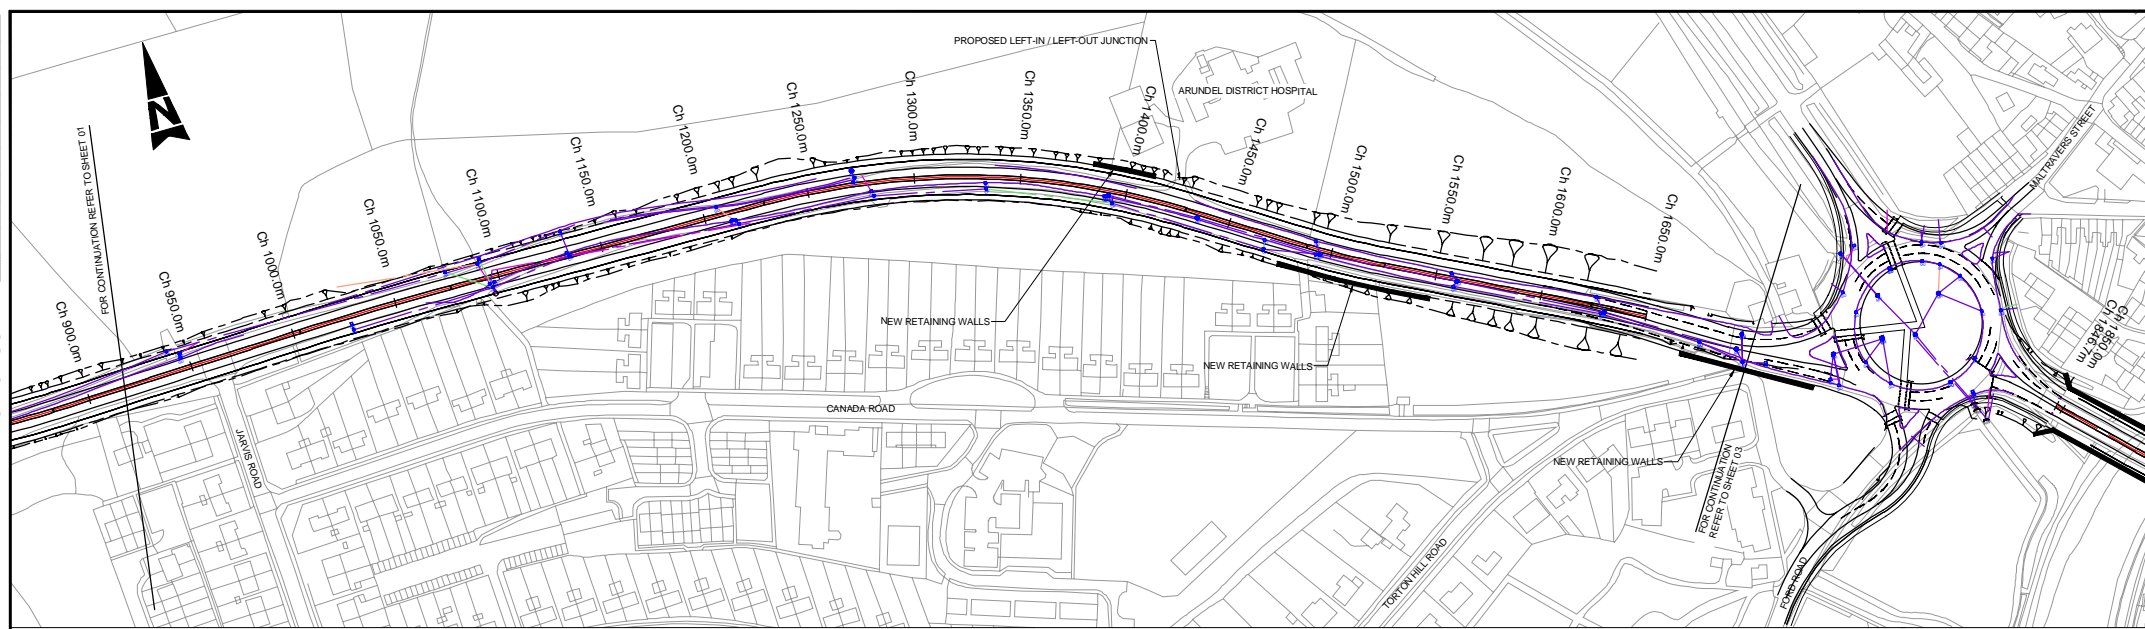 PROPOSED LEFT-IN / LEFT-OUT JUNCTION
ARUNDEL DISTRICT HOSPITAL
N
FOR CONTINUATION REFER TO SHEET 01
Ch 900.0m
Ch 950.0m
Ch 1000.0m
Ch 1050.0m
Ch 1100.0m
Ch 1150.0m
Ch 1200.0m
Ch 1250.0m
Ch 1300.0m
Ch 1350.0m
Ch 1400.0m
Ch 1450.0m
Ch 1500.0m
Ch 1550.0m
Ch 1600.0m
Ch 1650.0m
MALTRAVERS STREET
Ch 1850.0m
Ch 1846.7m
NEW RETAINING WALLS
NEW RETAINING WALLS
CANADA ROAD
JARVIS ROAD
NEW RETAINING WALLS
FOR CONTINUATION
REFER TO SHEET 03
TORTON HILL ROAD
FORD ROAD